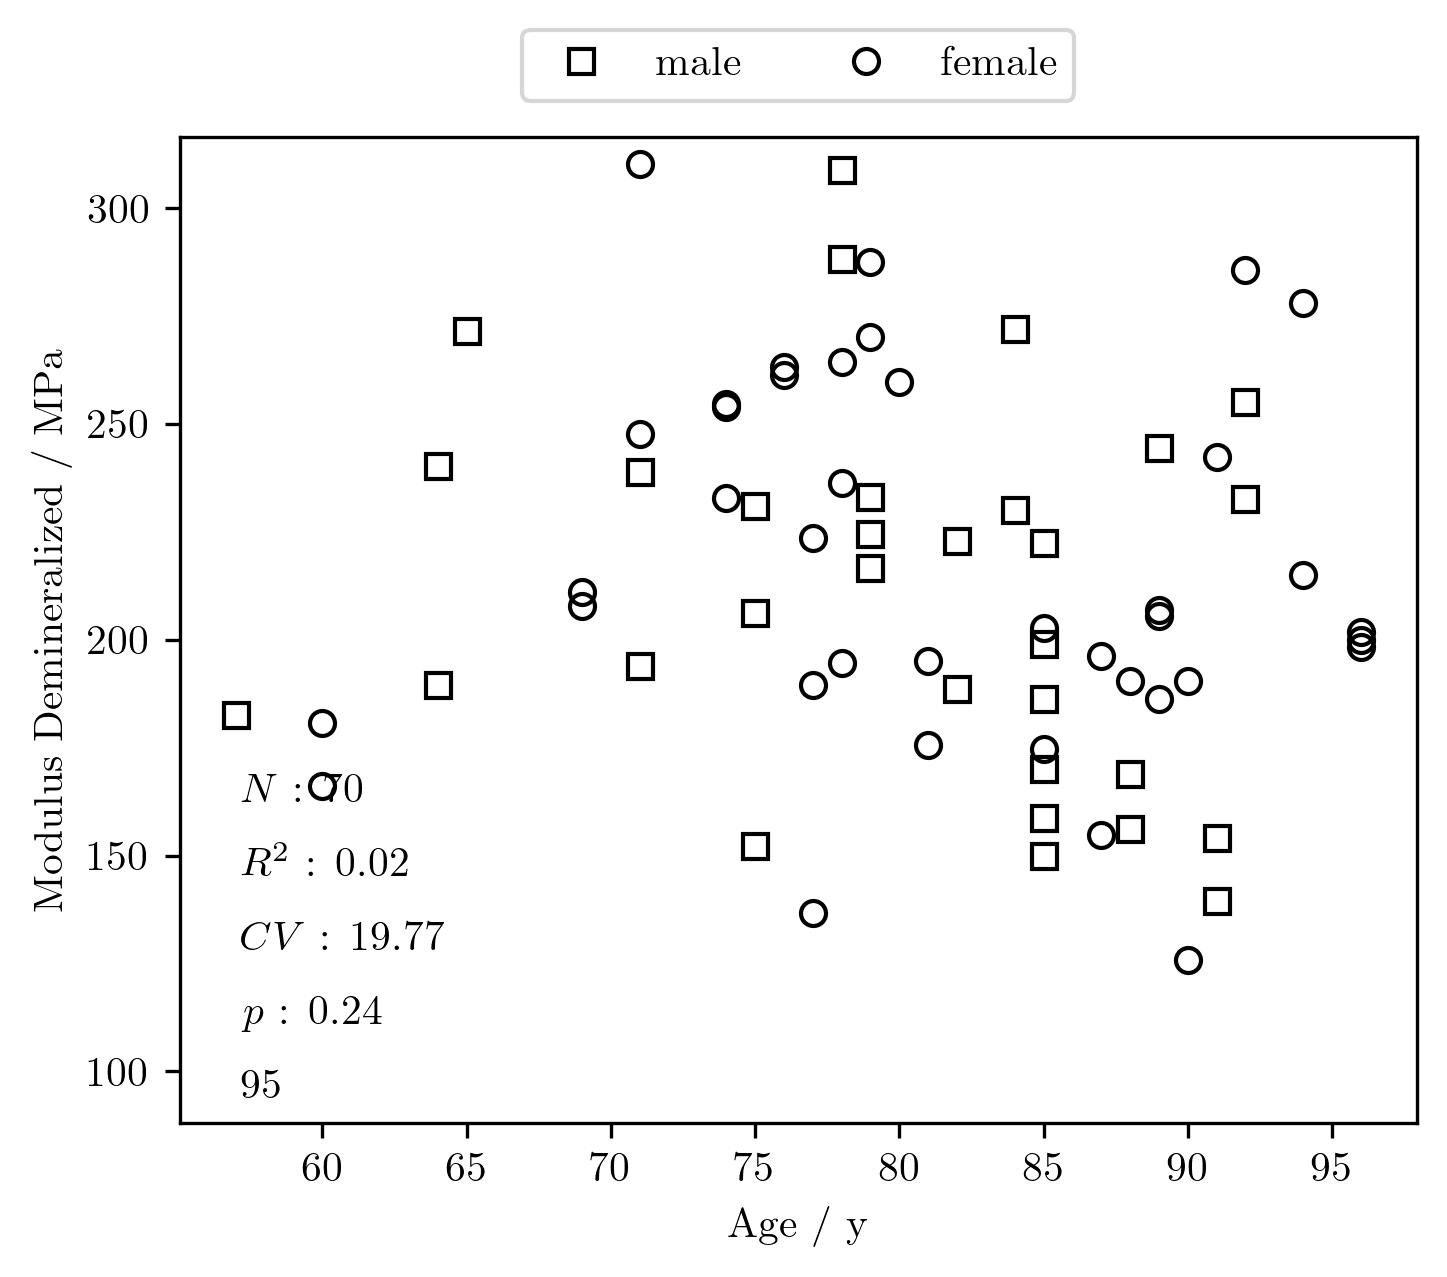 male female
300
250
200
150
100
Modulus Demineralized / MPa
N : 70
R² : 0.02
CV : 19.77
p : 0.24
95
60 65 70 75 80 85 90 95
Age / y